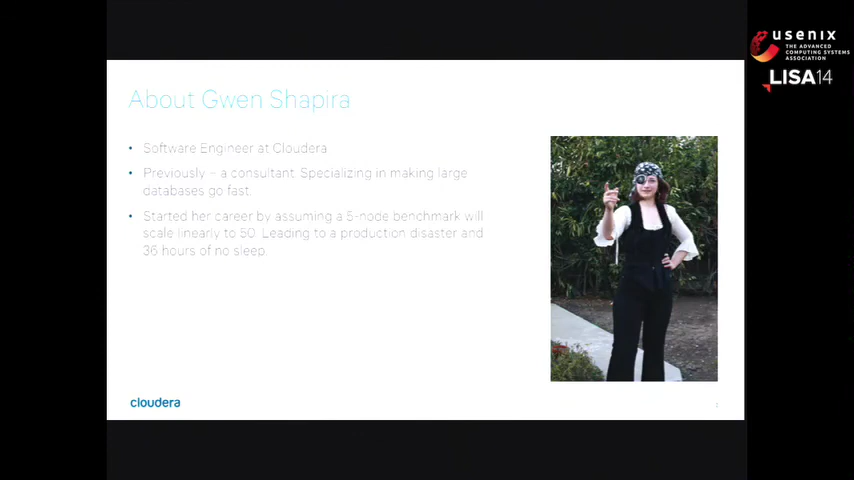 usenix
THE ADVANCED
COMPUTING SYSTEMS
ASSOCIATION
LISA14
About Gwen Shapira
• Software Engineer at Cloudera
• Previously – a consultant. Specializing in making large
databases go fast.
• Started her career by assuming a 5-node benchmark will
scale linearly to 50. Leading to a production disaster and
36 hours of no sleep.
cloudera